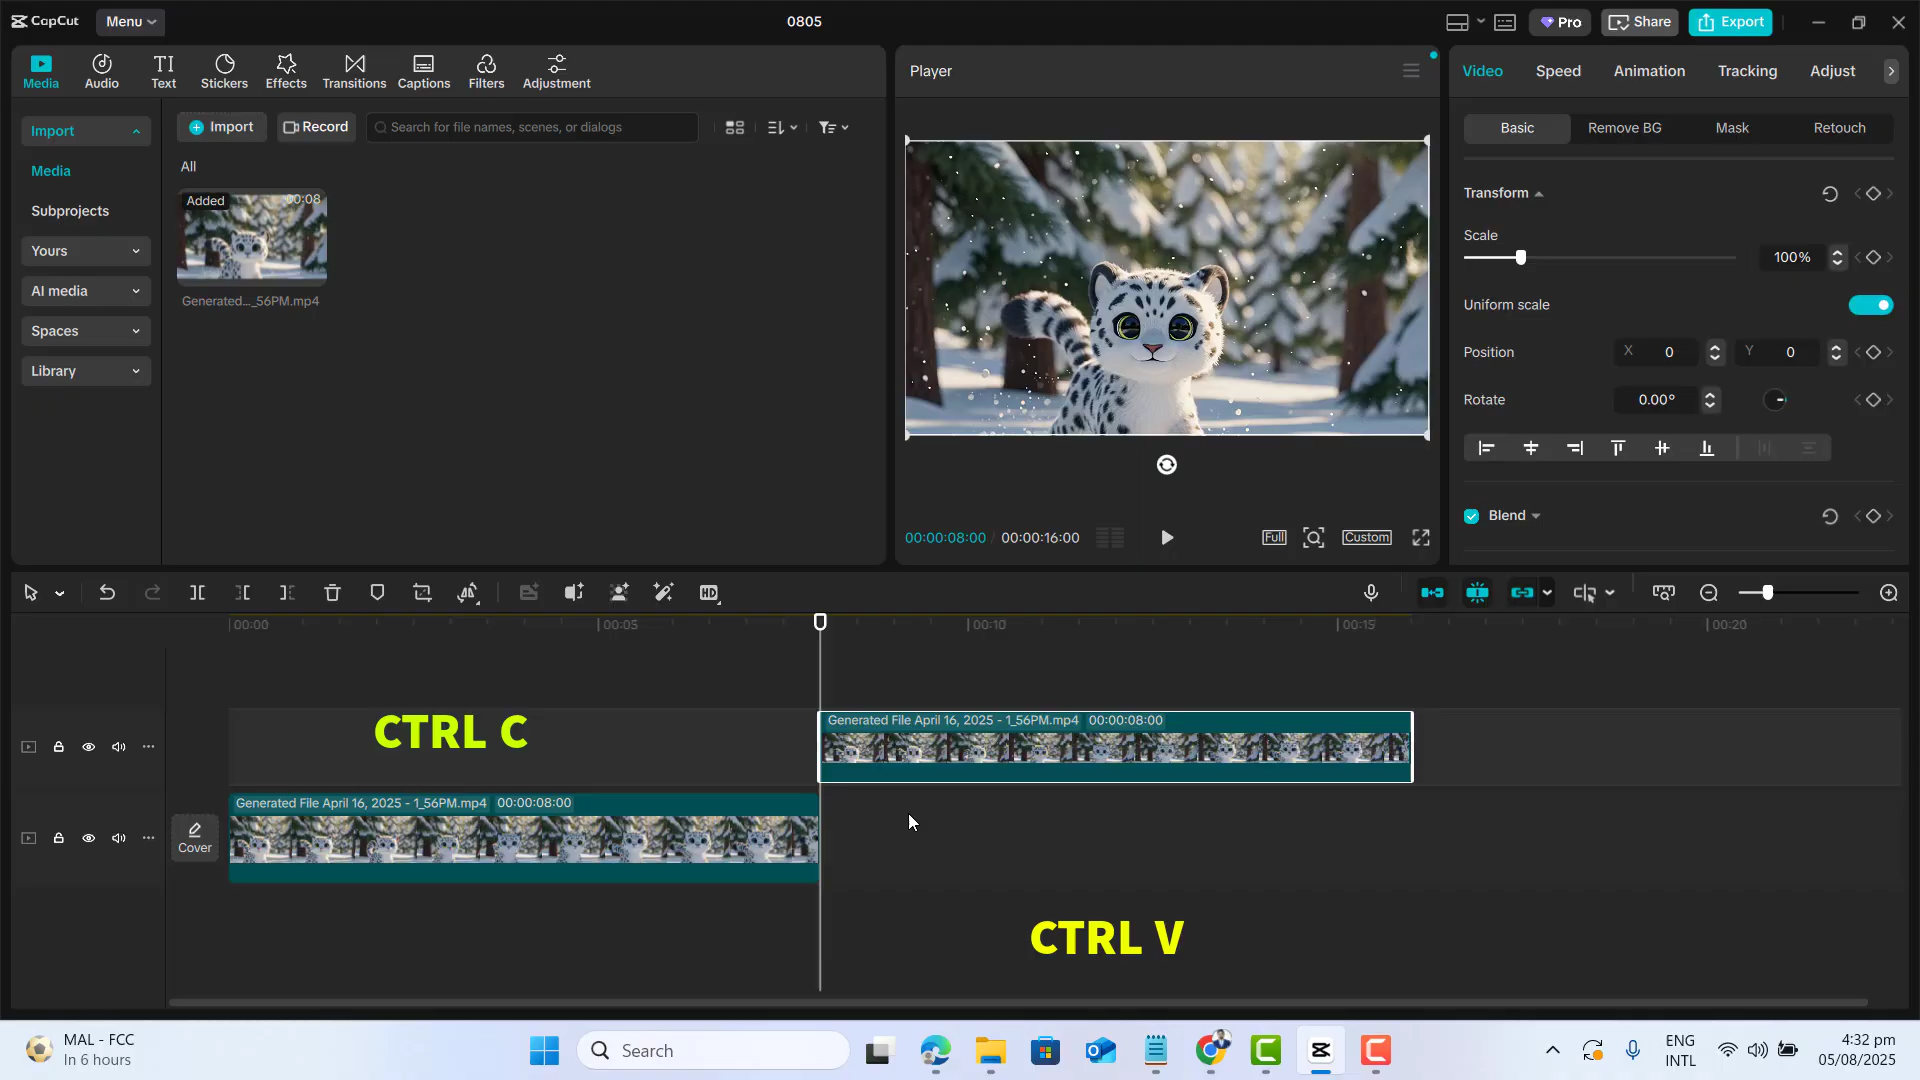 CapCut
Menu
0805
Pro
Share
Export
Media
Audio
Text
Stickers
Effects
Transitions
Captions
Filters
Adjustment
Import
Media
Subprojects
Yours
AI media
Spaces
Library
Import
Record
Search for file names, scenes, or dialogs
All
Added
00:08
Generated..._56PM.mp4
Player
00:00:08:00 / 00:00:16:00
Full
Custom
Video
Speed
Animation
Tracking
Adjust
Basic
Remove BG
Mask
Retouch
Transform
Scale
100%
Uniform scale
Position
X 0
Y 0
Rotate
0.00°
Blend
HD
00:00
00:05
00:10
00:15
00:20
CTRL C
Generated File April 16, 2025 - 1_56PM.mp4 00:00:08:00
Cover
Generated File April 16, 2025 - 1_56PM.mp4 00:00:08:00
CTRL V
MAL - FCC
In 6 hours
Search
ENG
INTL
4:32 pm
05/08/2025